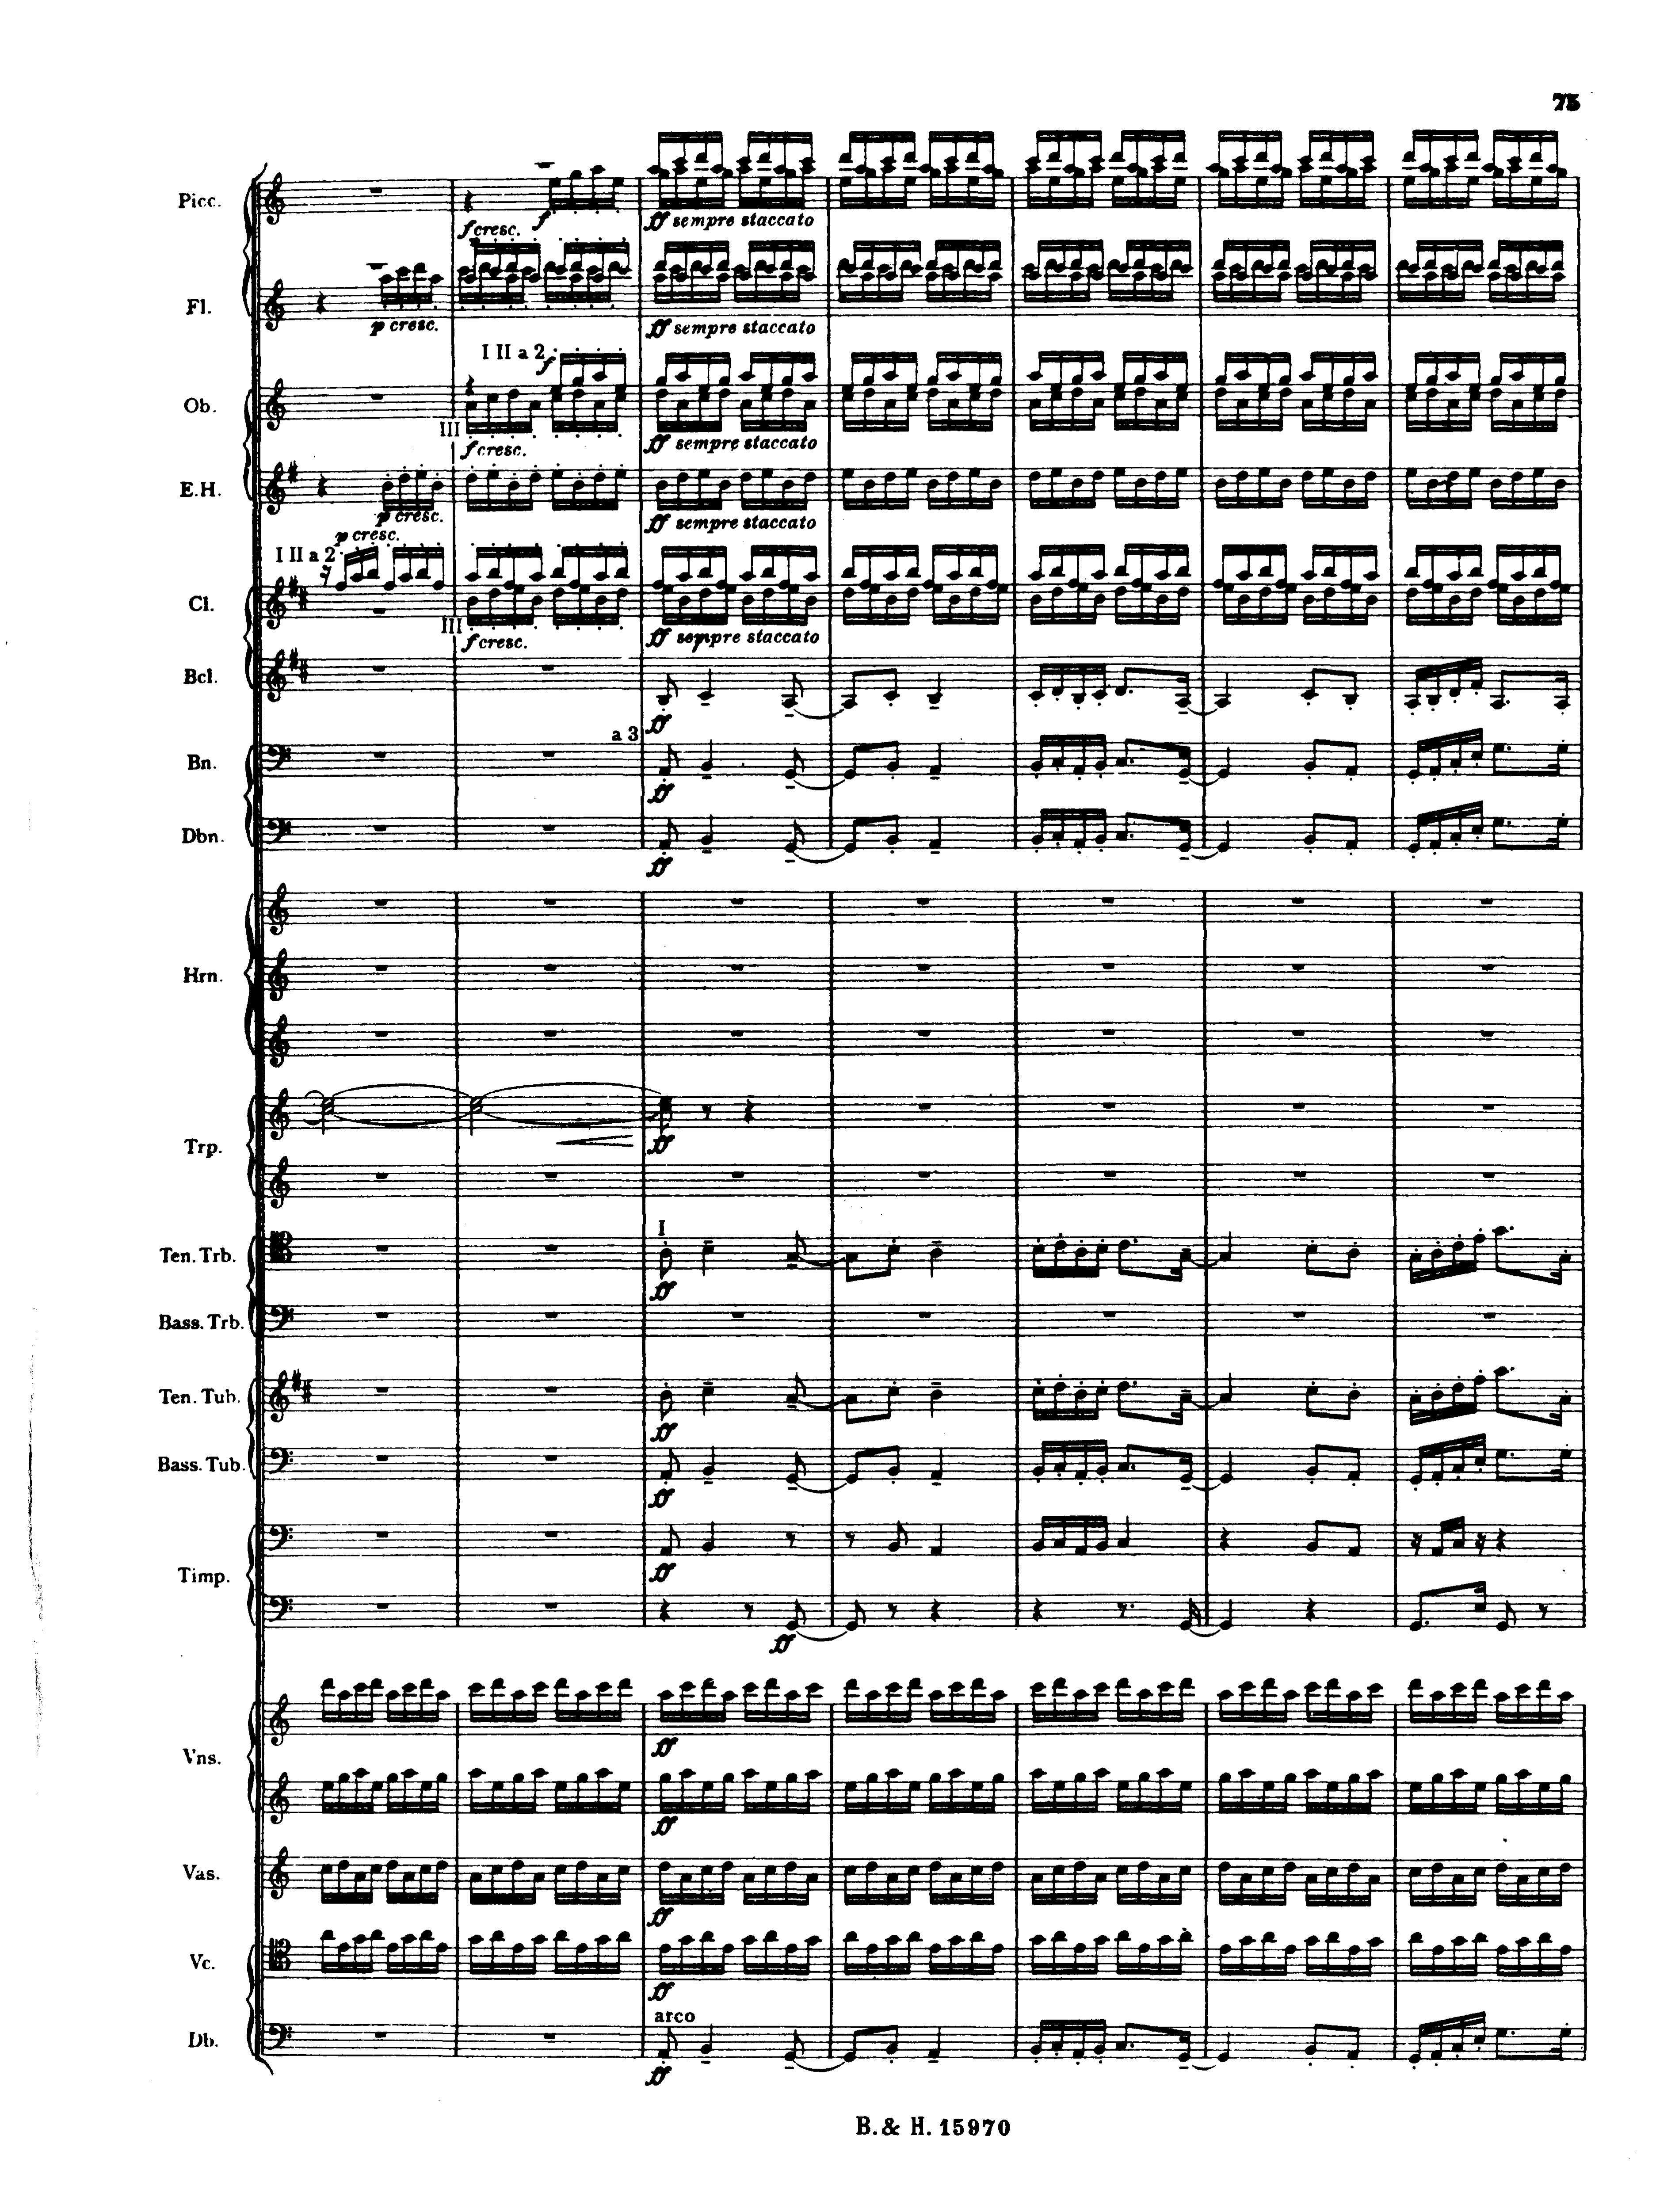 75
Picc.
f cresc.
f
ff sempre staccato
Fl.
p cresc.
ff sempre staccato
I II a 2
f
Ob.
III
f cresc.
ff sempre staccato
E.H.
p cresc.
ff sempre staccato
p cresc.
I II a 2
Cl.
III
f cresc.
ff sempre staccato
Bcl.
ff
a 3
Bn.
ff
Dbn.
ff
Hrn.
Trp.
ff
I
Ten. Trb.
ff
Bass. Trb.
Ten. Tub.
ff
Bass. Tub.
ff
Timp.
ff
ff
Vns.
ff
ff
Vas.
ff
Vc.
ff
arco
Db.
ff
B. & H. 15970